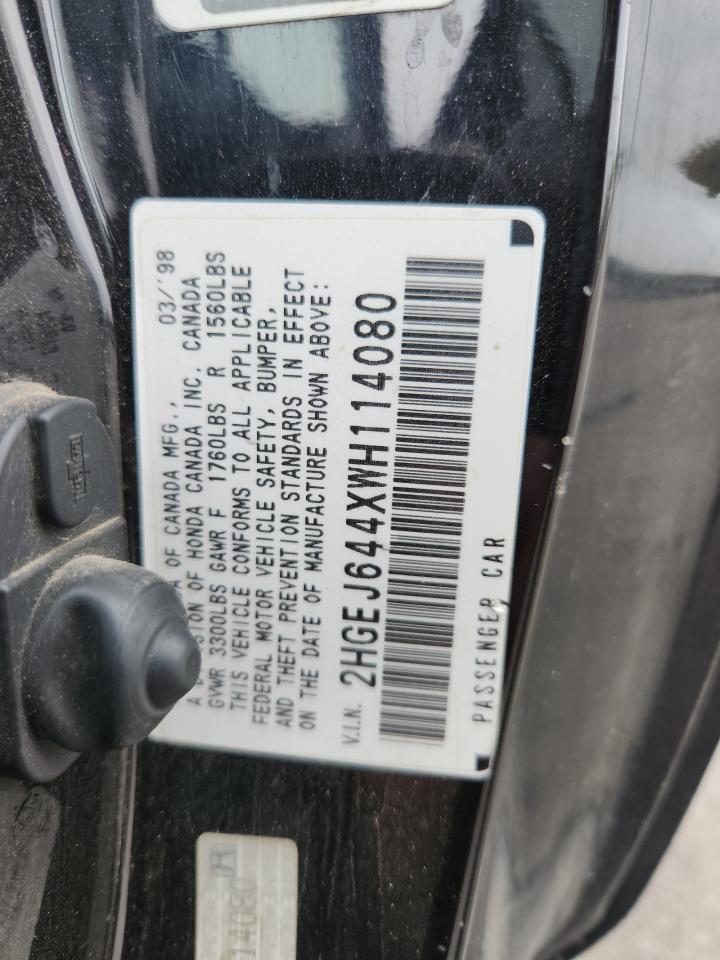 A OF CANADA MFG., 03/'98
A D SION OF HONDA CANADA INC. CANADA
GVWR 3300LBS GAWR F 1760LBS R 1560LBS
THIS VEHICLE CONFORMS TO ALL APPLICABLE
FEDERAL MOTOR VEHICLE SAFETY, BUMPER,
AND THEFT PREVENTION STANDARDS IN EFFECT
ON THE DATE OF MANUFACTURE SHOWN ABOVE:
V.I.N. 2HGEJ644XWH114080
PASSENGER CAR
14080